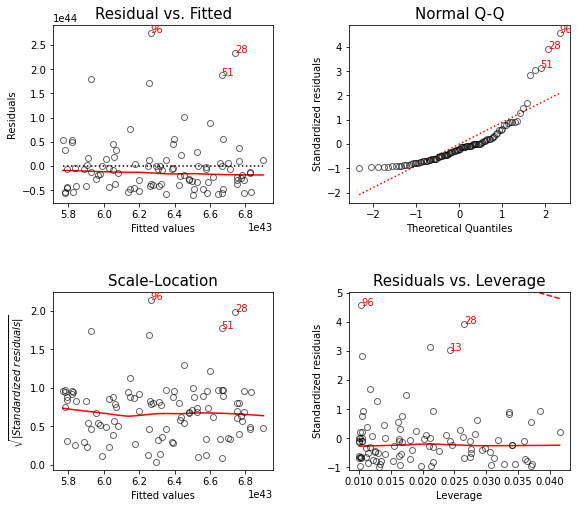 Residual vs. Fitted
1e44
2.5
2.0
1.5
1.0
0.5
0.0
−0.5
Residuals
96
28
51
5.8 6.0 6.2 6.4 6.6 6.8
1e43
Fitted values
Normal Q-Q
4
3
2
1
0
−1
−2
Standardized residuals
96
28
51
−2 −1 0 1 2
Theoretical Quantiles
Scale-Location
2.0
1.5
1.0
0.5
0.0
√|Standardized residuals|
96
28
51
5.8 6.0 6.2 6.4 6.6 6.8
1e43
Fitted values
Residuals vs. Leverage
5
4
3
2
1
0
−1
Standardized residuals
96
28
13
0.010 0.015 0.020 0.025 0.030 0.035 0.040
Leverage